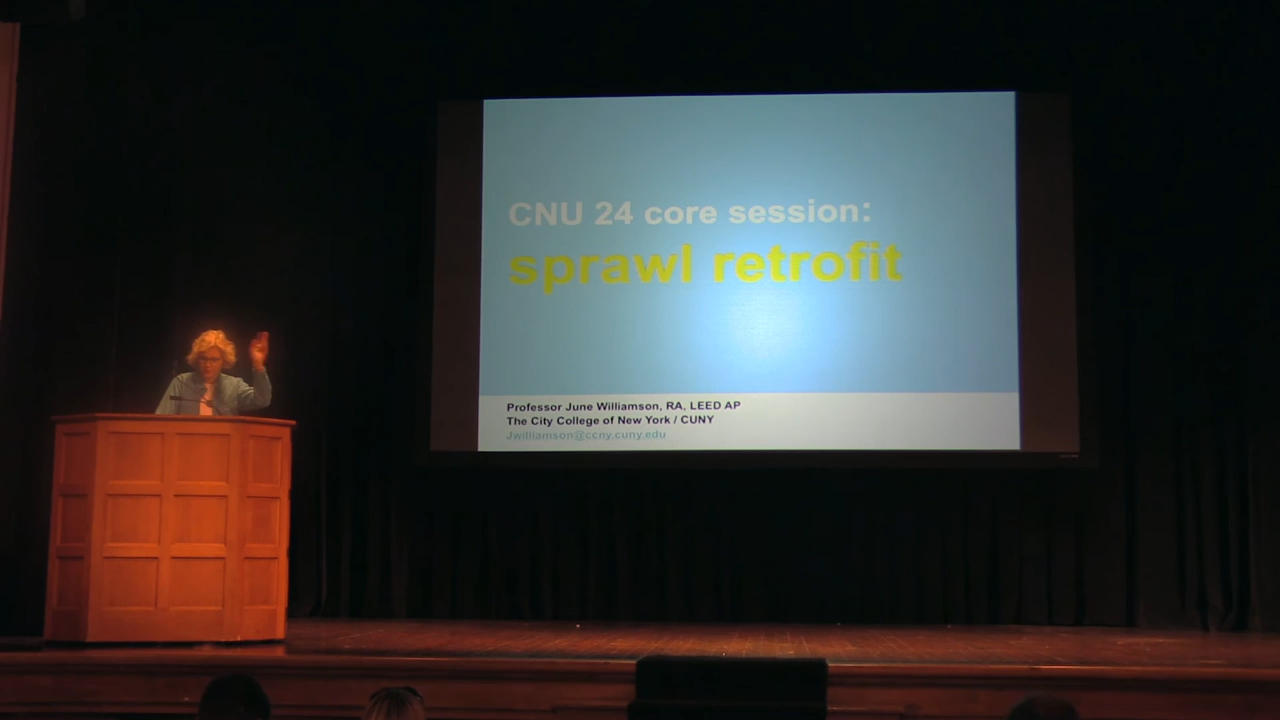 CNU 24 core session:
sprawl retrofit
Professor June Williamson, RA, LEED AP
The City College of New York / CUNY
Jwilliamson@ccny.cuny.edu